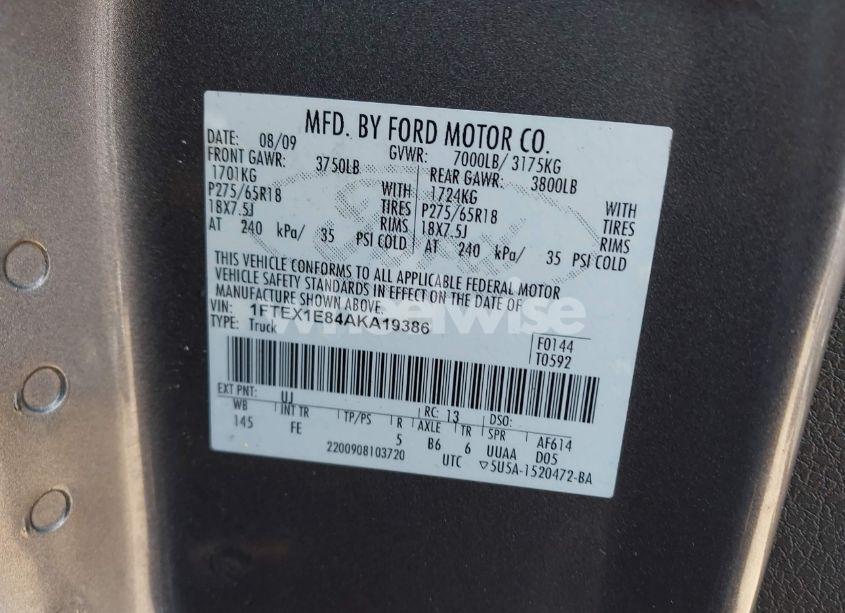 MFD. BY FORD MOTOR CO.
DATE: 08/09 GVWR: 7000LB/ 3175KG
FRONT GAWR: 3750LB REAR GAWR: 3800LB
1701KG WITH 1724KG WITH
P275/65R18 TIRES P275/65R18 TIRES
18X7.5J RIMS 18X7.5J RIMS
AT 240 kPa/ 35 PSI COLD AT 240 kPa/ 35 PSI COLD
THIS VEHICLE CONFORMS TO ALL APPLICABLE FEDERAL MOTOR
VEHICLE SAFETY STANDARDS IN EFFECT ON THE DATE OF
MANUFACTURE SHOWN ABOVE.
VIN: 1FTEX1E84AKA19386
TYPE: Truck
F0144
T0592
wheelwise
EXT PNT: UJ RC: 13 DSO:
WB INT TR TP/PS R AXLE TR SPR AF614
145 FE 5 B6 6 UUAA D05
2200908103720 UTC ▽5U5A-1520472-BA